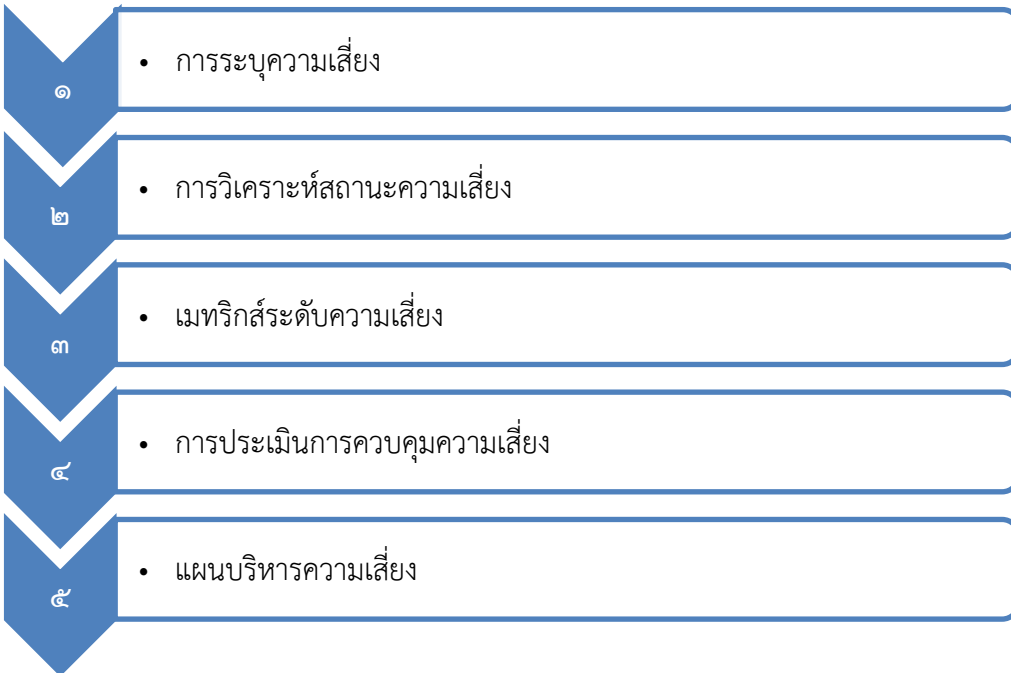 ๑
• การระบุความเสี่ยง
๒
• การวิเคราะห์สถานะความเสี่ยง
๓
• เมทริกส์ระดับความเสี่ยง
๔
• การประเมินการควบคุมความเสี่ยง
๕
• แผนบริหารความเสี่ยง